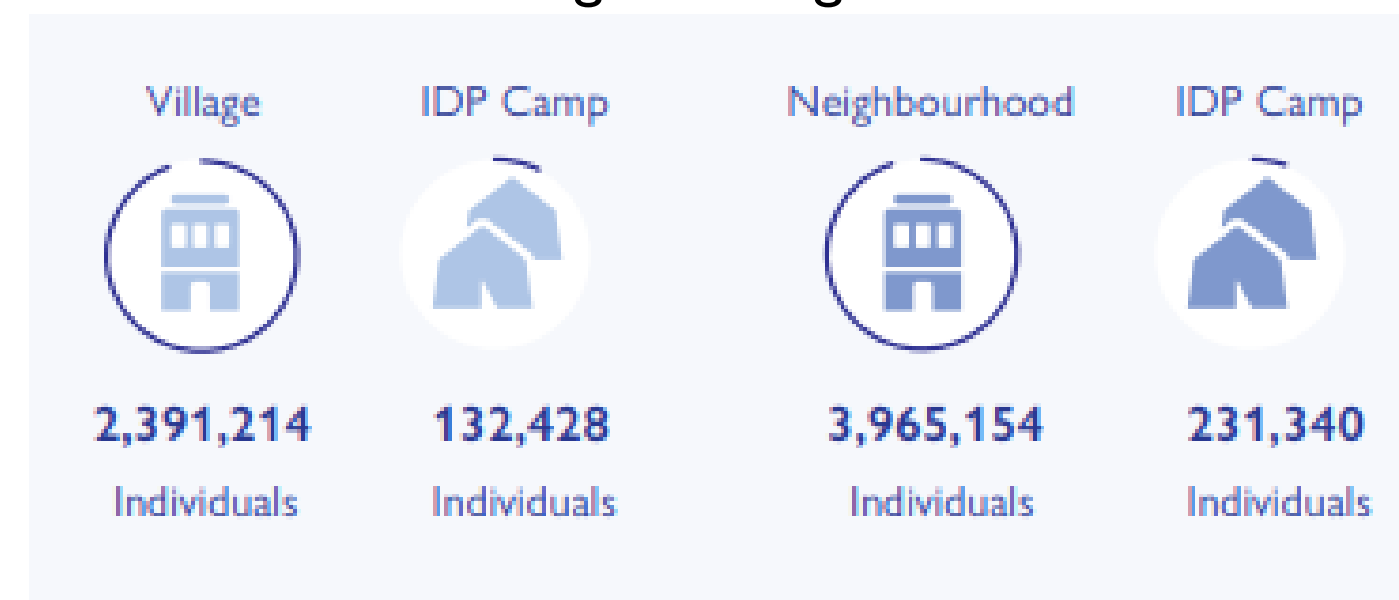 Village
IDP Camp
Neighbourhood
IDP Camp
2,391,214
132,428
3,965,154
231,340
Individuals
Individuals
Individuals
Individuals